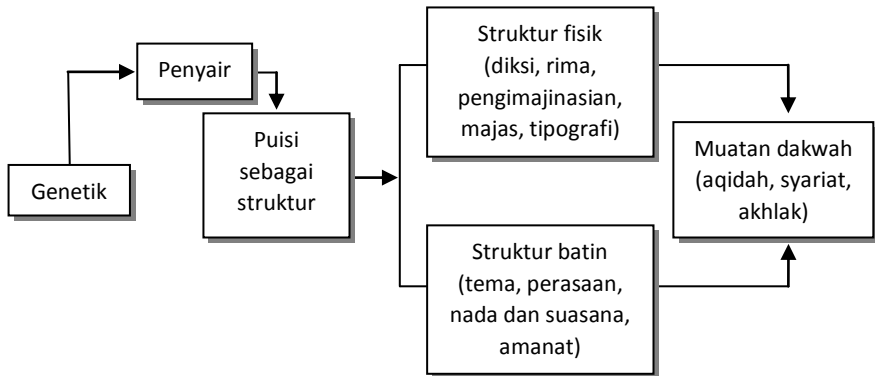 Genetik
Penyair
Puisi
sebagai
struktur
Struktur fisik
(diksi, rima,
pengimajinasian,
majas, tipografi)
Struktur batin
(tema, perasaan,
nada dan suasana,
amanat)
Muatan dakwah
(aqidah, syariat,
akhlak)